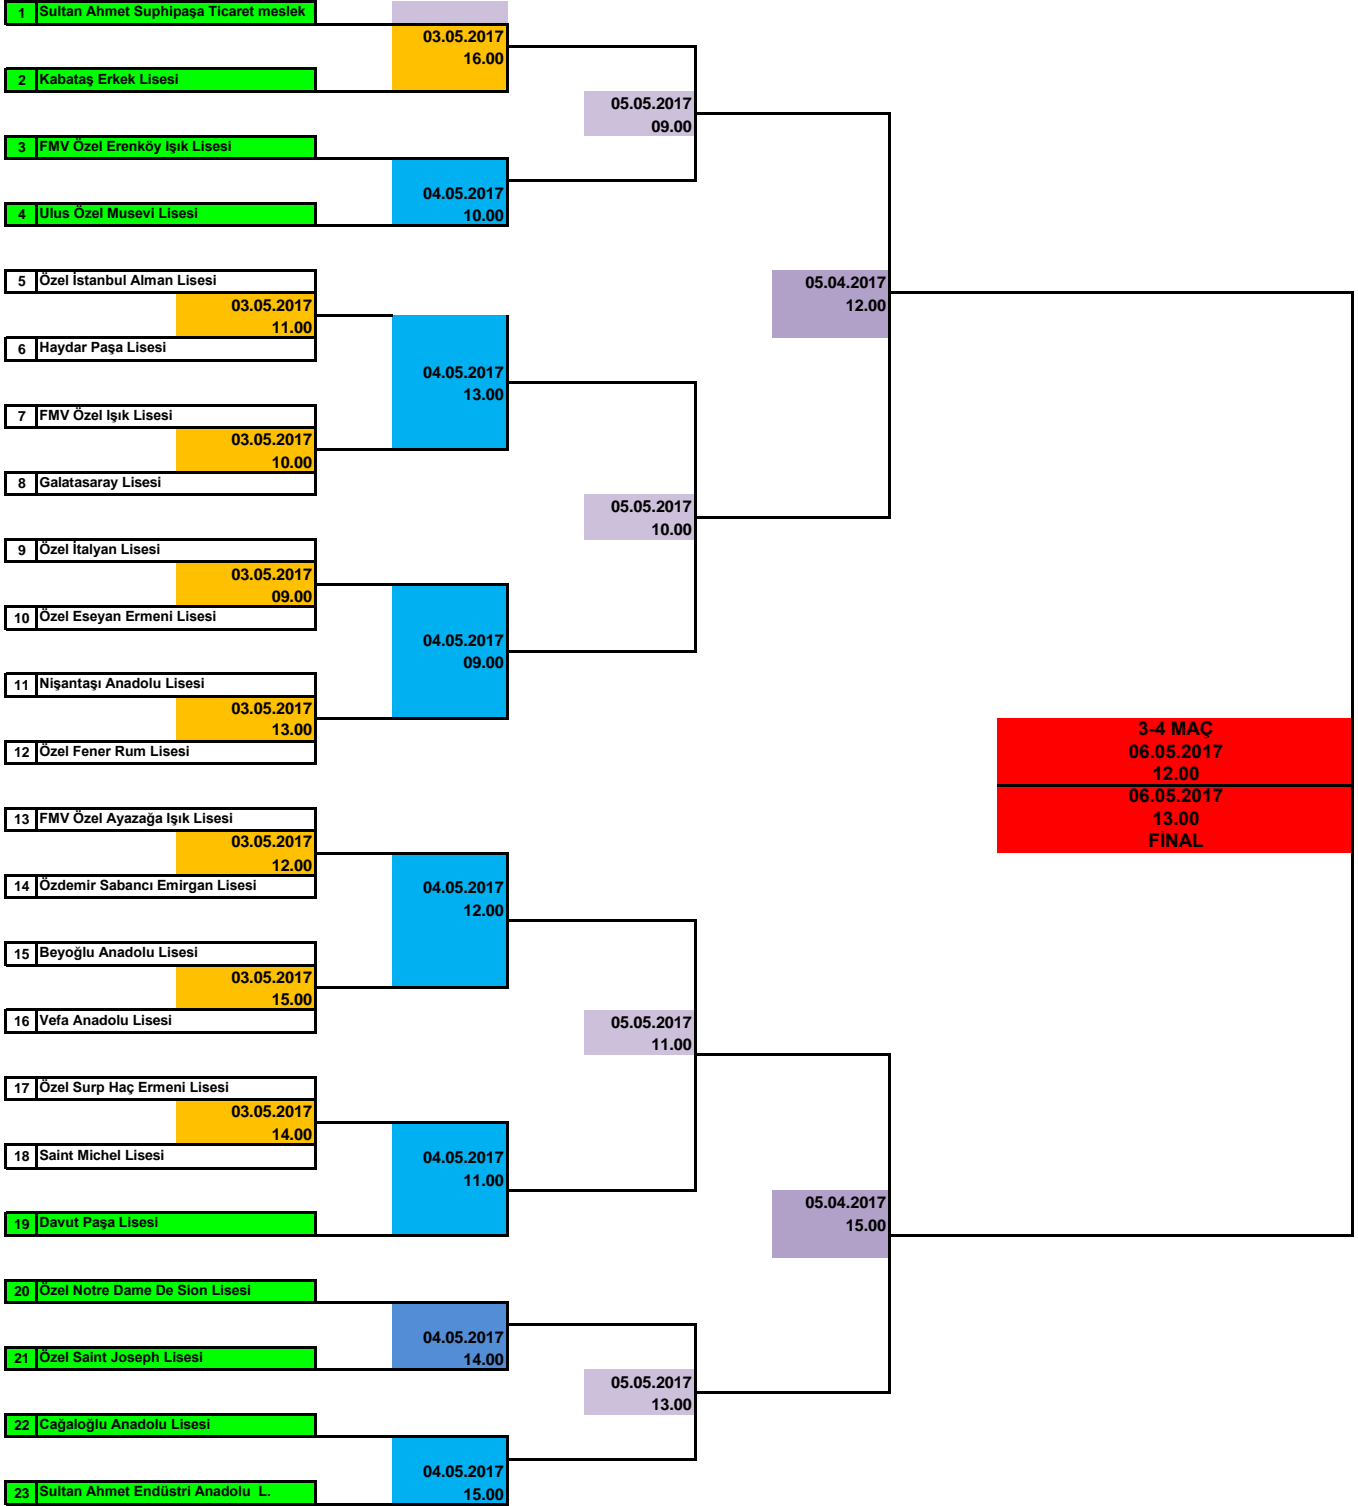 1 Sultan Ahmet Suphipaşa Ticaret meslek
03.05.2017
16.00
2 Kabataş Erkek Lisesi
05.05.2017
09.00
3 FMV Özel Erenköy Işık Lisesi
04.05.2017
10.00
4 Ulus Özel Musevi Lisesi
5 Özel İstanbul Alman Lisesi
05.04.2017
12.00
03.05.2017
11.00
6 Haydar Paşa Lisesi
04.05.2017
13.00
7 FMV Özel Işık Lisesi
03.05.2017
10.00
8 Galatasaray Lisesi
05.05.2017
10.00
9 Özel İtalyan Lisesi
03.05.2017
09.00
10 Özel Eseyan Ermeni Lisesi
04.05.2017
09.00
11 Nişantaşı Anadolu Lisesi
03.05.2017
13.00
12 Özel Fener Rum Lisesi
3-4 MAÇ
06.05.2017
12.00
06.05.2017
13.00
FİNAL
13 FMV Özel Ayazağa Işık Lisesi
03.05.2017
12.00
14 Özdemir Sabancı Emirgan Lisesi
04.05.2017
12.00
15 Beyoğlu Anadolu Lisesi
03.05.2017
15.00
16 Vefa Anadolu Lisesi
05.05.2017
11.00
17 Özel Surp Haç Ermeni Lisesi
03.05.2017
14.00
18 Saint Michel Lisesi
04.05.2017
11.00
05.04.2017
15.00
19 Davut Paşa Lisesi
20 Özel Notre Dame De Sion Lisesi
04.05.2017
14.00
21 Özel Saint Joseph Lisesi
05.05.2017
13.00
22 Cağaloğlu Anadolu Lisesi
04.05.2017
15.00
23 Sultan Ahmet Endüstri Anadolu L.